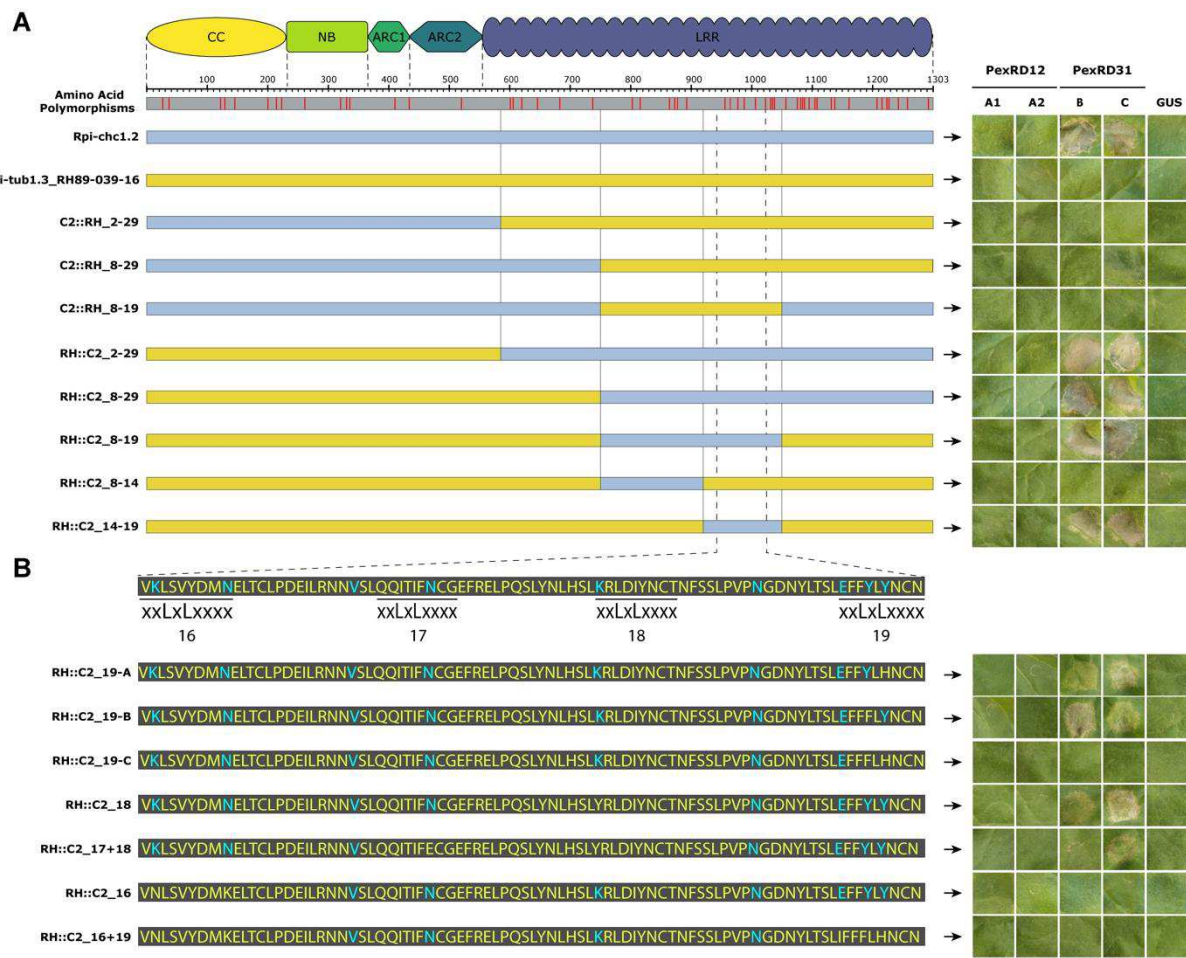 A
CC NB ARC1 ARC2 LRR
100 200 300 400 500 600 700 800 900 1000 1100 1200 1303
PexRD12 PexRD31
A1 A2 B C GUS
Amino Acid
Polymorphisms
Rpi-chc1.2
i-tub1.3_RH89-039-16
C2::RH_2-29
C2::RH_8-29
C2::RH_8-19
RH::C2_2-29
RH::C2_8-29
RH::C2_8-19
RH::C2_8-14
RH::C2_14-19
B
VKLSVYDMNELTCLPDEILRNNVSLQQITIFNCGEFRELPQSLYNLHSLKRLDIYNCTNFSSLPVPNGDNYLTSLEFFYLYNCN
xxLxLxxxx xxLxLxxxx xxLxLxxxx xxLxLxxxx
16 17 18 19
RH::C2_19-A VKLSVYDMNELTCLPDEILRNNVSLQQITIFNCGEFRELPQSLYNLHSLKRLDIYNCTNFSSLPVPNGDNYLTSLEFFYLHNCN
RH::C2_19-B VKLSVYDMNELTCLPDEILRNNVSLQQITIFNCGEFRELPQSLYNLHSLKRLDIYNCTNFSSLPVPNGDNYLTSLEFFFLYNCN
RH::C2_19-C VKLSVYDMNELTCLPDEILRNNVSLQQITIFNCGEFRELPQSLYNLHSLKRLDIYNCTNFSSLPVPNGDNYLTSLEFFFLHNCN
RH::C2_18 VKLSVYDMNELTCLPDEILRNNVSLQQITIFNCGEFRELPQSLYNLHSLYRLDIYNCTNFSSLPVPNGDNYLTSLEFFYLYNCN
RH::C2_17+18 VKLSVYDMNELTCLPDEILRNNVSLQQITIFECGEFRELPQSLYNLHSLYRLDIYNCTNFSSLPVPNGDNYLTSLEFFYLYNCN
RH::C2_16 VNLSVYDMKELTCLPDEILRNNVSLQQITIFNCGEFRELPQSLYNLHSLKRLDIYNCTNFSSLPVPNGDNYLTSLEFFYLYNCN
RH::C2_16+19 VNLSVYDMKELTCLPDEILRNNVSLQQITIFNCGEFRELPQSLYNLHSLKRLDIYNCTNFSSLPVPNGDNYLTSLIFFFLHNCN